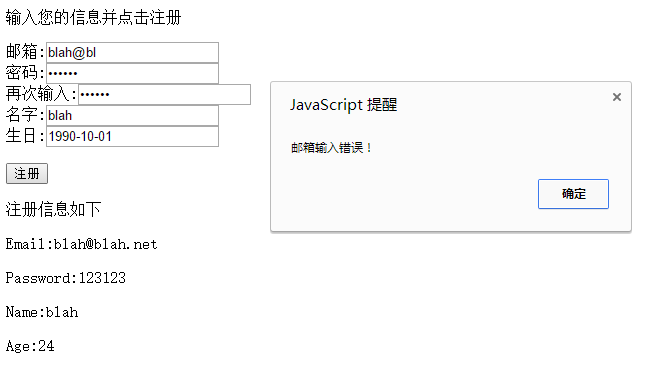 输入您的信息并点击注册
邮箱:blah@bl
密码:••••••
再次输入:••••••
名字:blah
生日:1990-10-01
注册
注册信息如下
Email:blah@blah.net
Password:123123
Name:blah
Age:24
JavaScript 提醒
×
邮箱输入错误！
确定